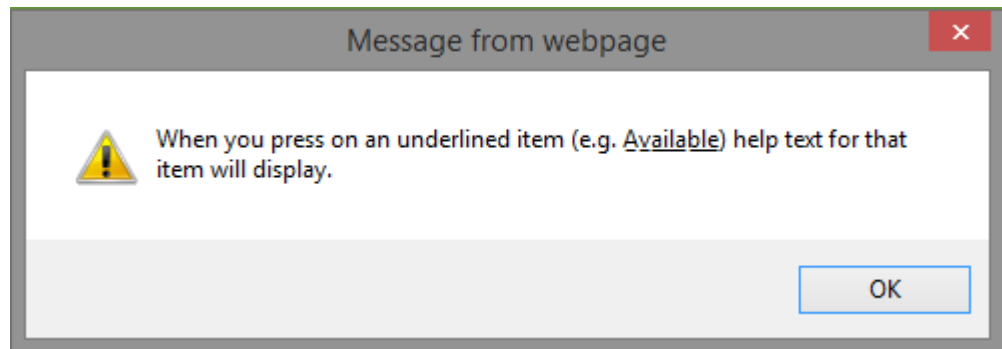 Message from webpage
When you press on an underlined item (e.g. Available) help text for that
item will display.
OK